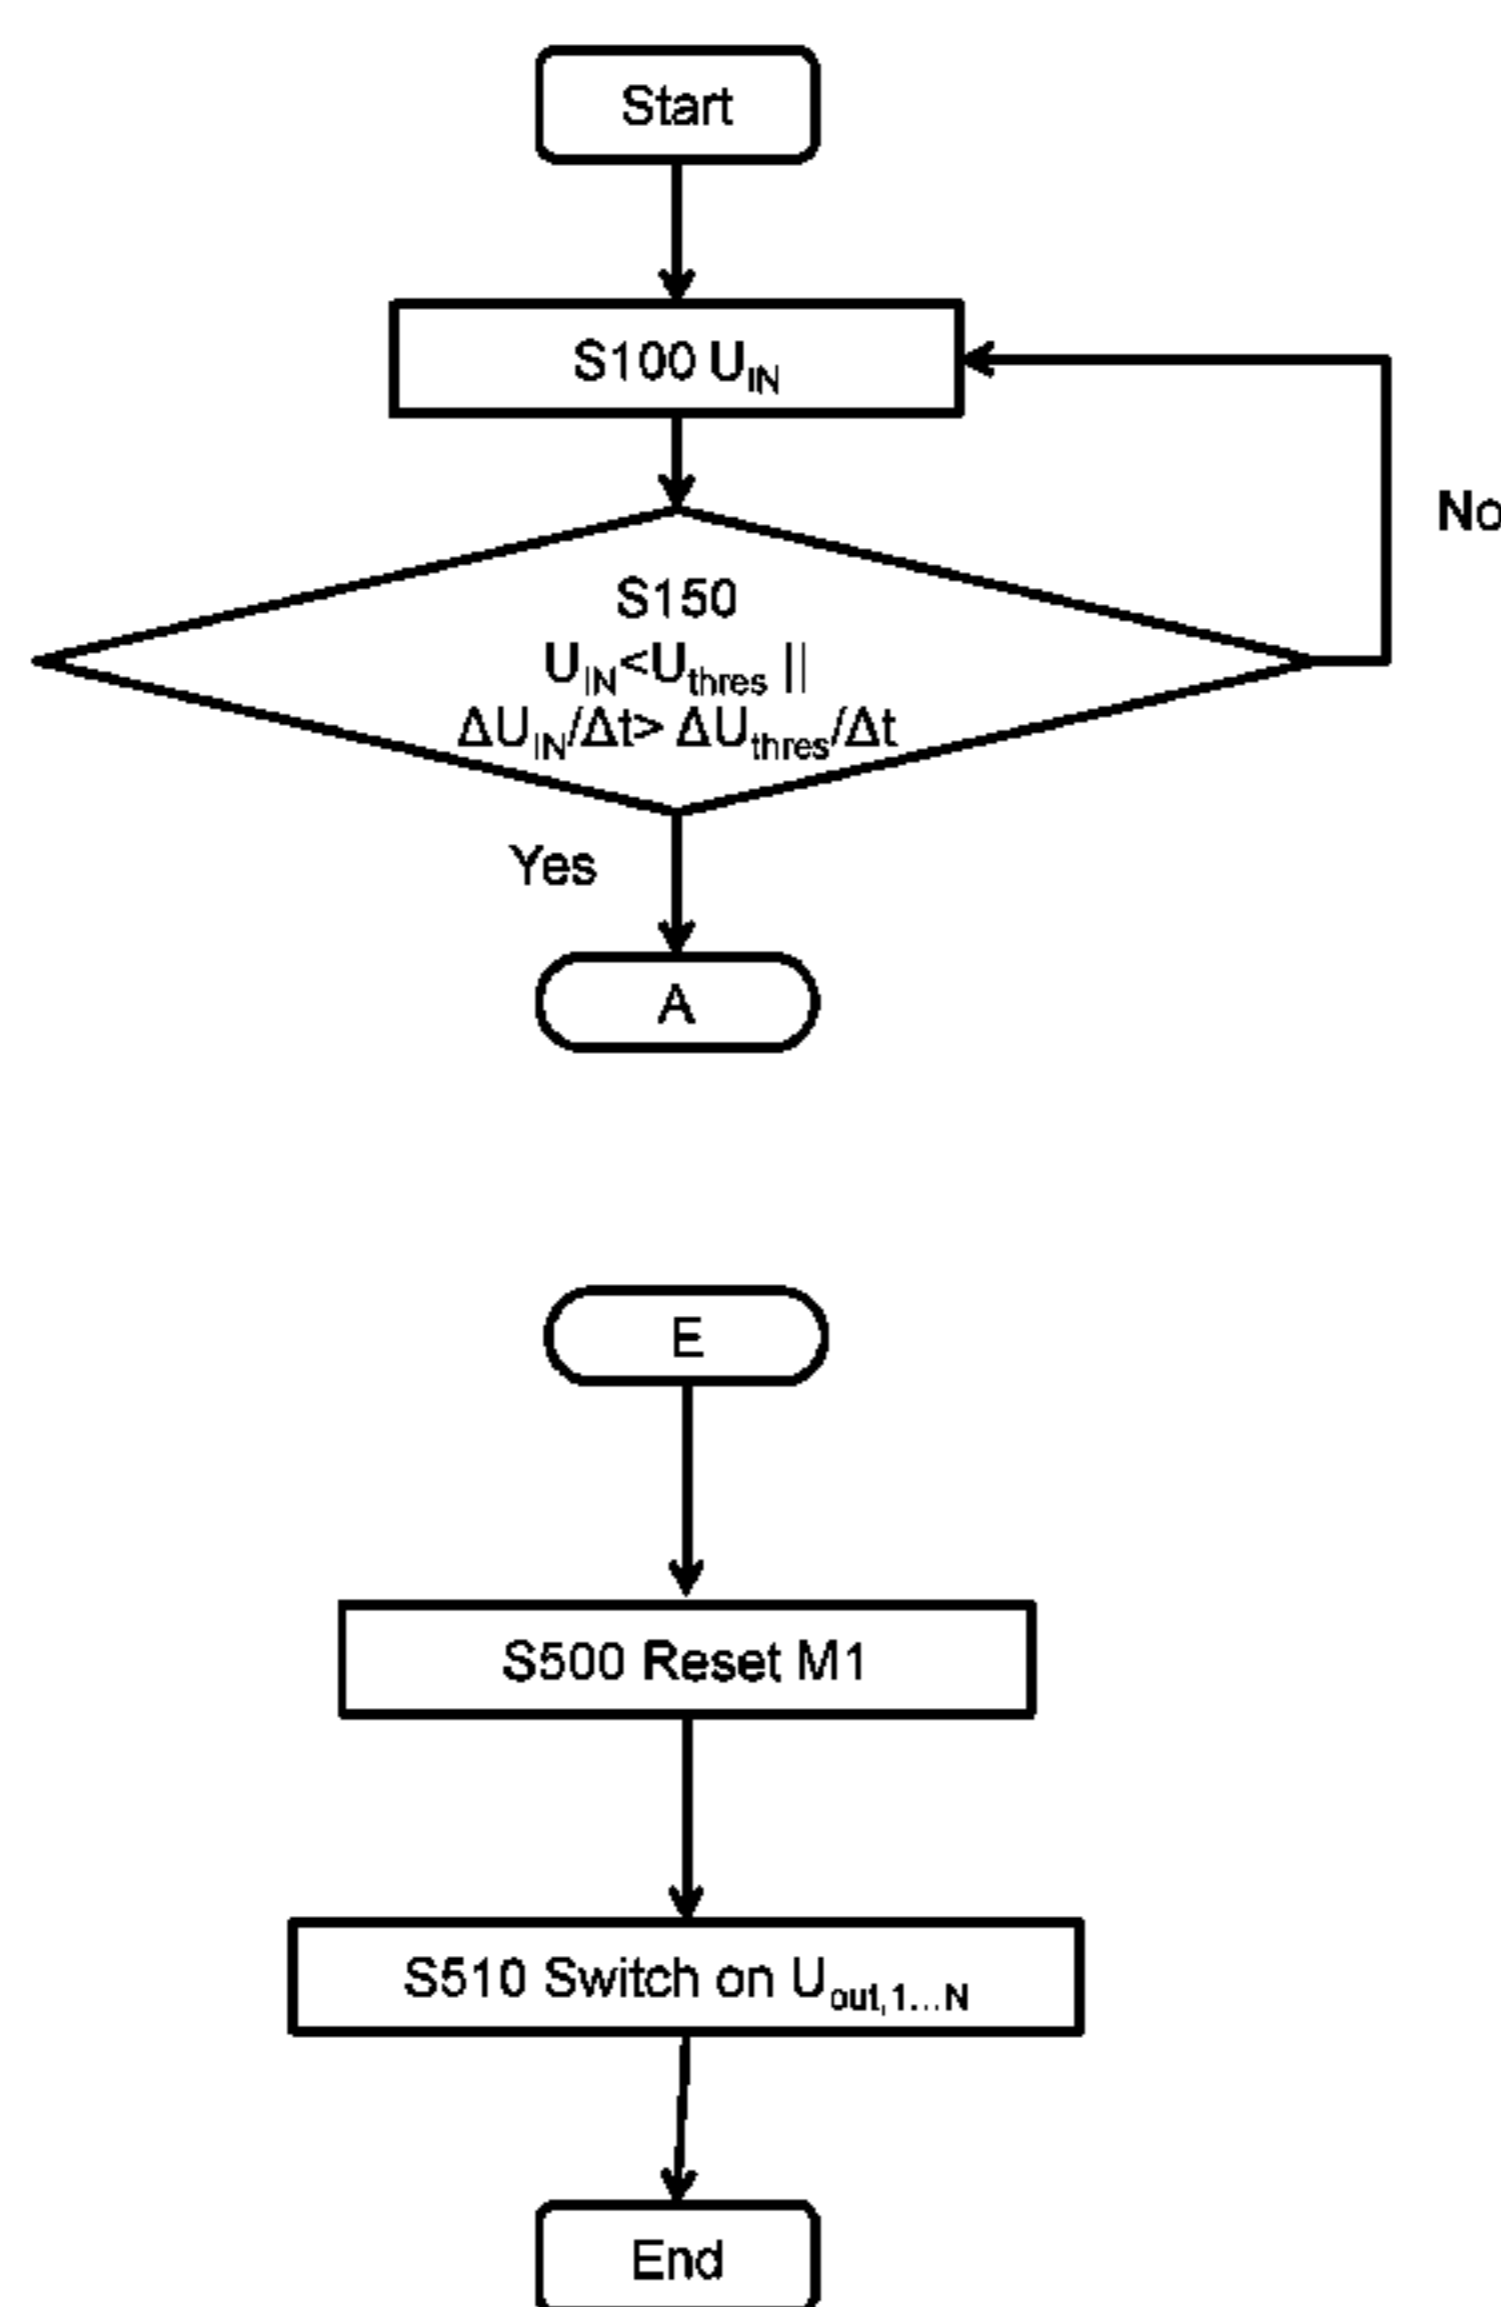 Start
S100 U_IN
No
S150
U_IN<U_thres ||
ΔU_IN/Δt> ΔU_thres/Δt
Yes
A
E
S500 Reset M1
S510 Switch on U_out,1...N
End